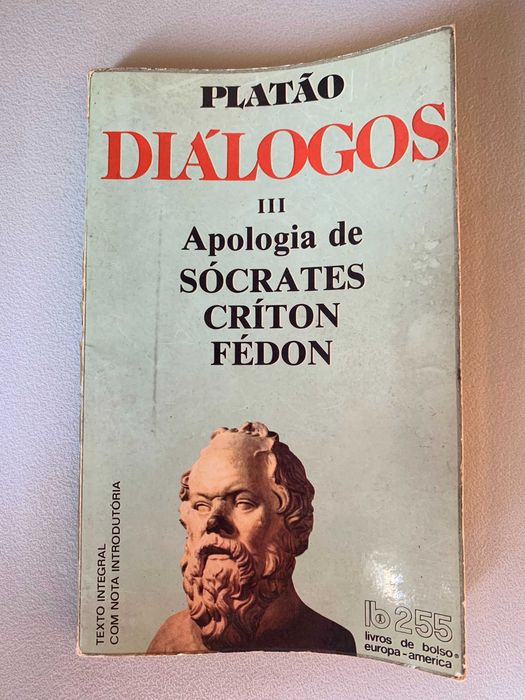 PLATÃO
DIÁLOGOS
III
Apologia de
SÓCRATES
CRÍTON
FÉDON
TEXTO INTEGRAL
COM NOTA INTRODUTÓRIA
lb 255
livros de bolso
europa-america